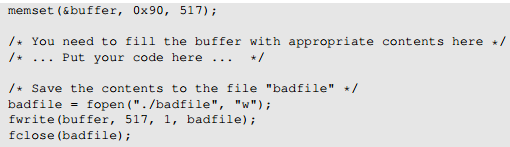 memset(&buffer, 0x90, 517);
/* You need to fill the buffer with appropriate contents here */
/* ... Put your code here ... */
/* Save the contents to the file "badfile" */
badfile = fopen("./badfile", "w");
fwrite(buffer, 517, 1, badfile);
fclose(badfile);